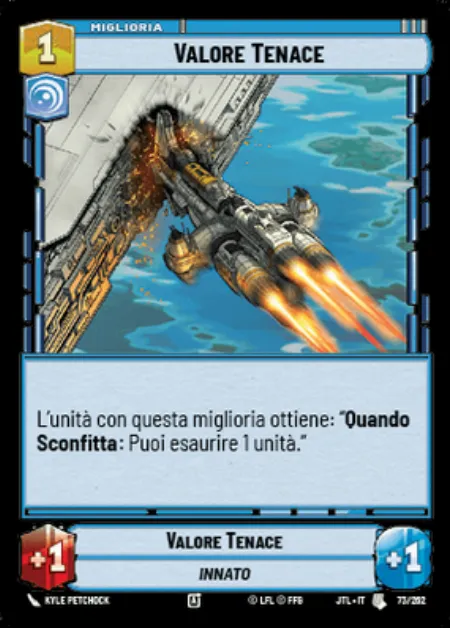 MIGLIORIA
1
VALORE TENACE
L'unità con questa miglioria ottiene: “Quando
Sconfitta: Puoi esaurire 1 unità.”
+1
VALORE TENACE
INNATO
+1
KYLE PETCHOCK
A
© LFL © FFG
JTL • IT
73/262